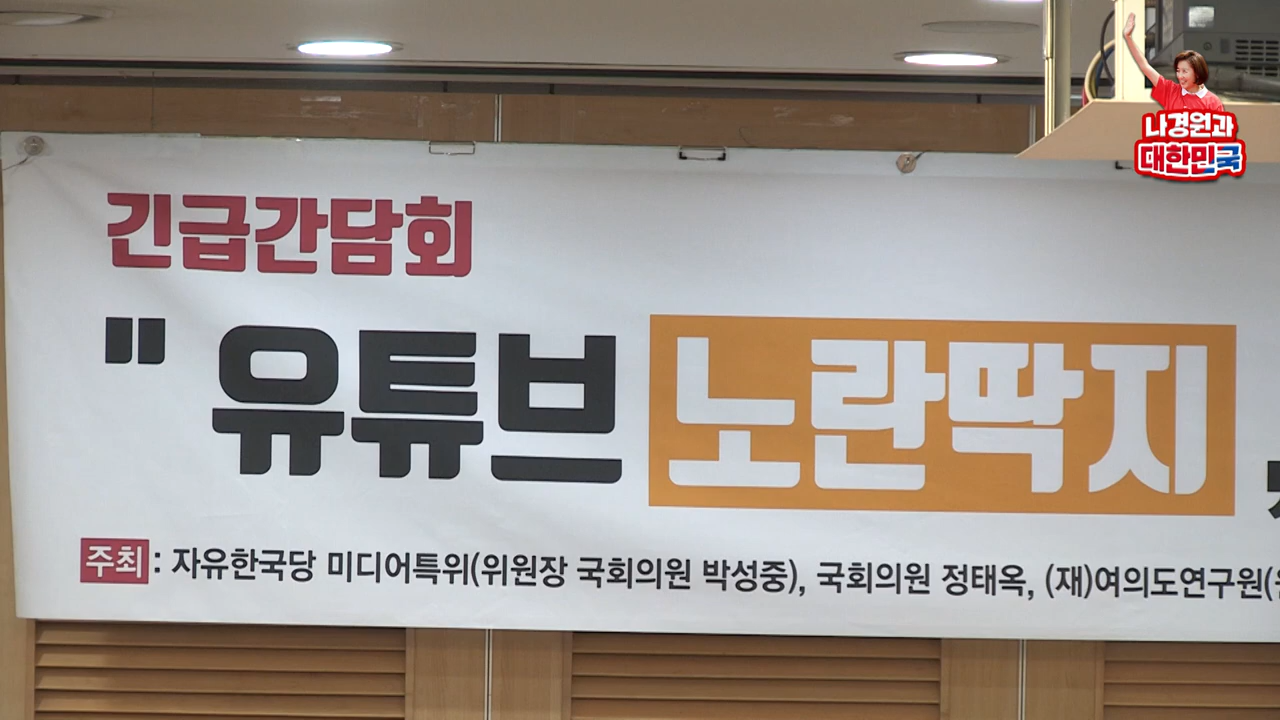 나경원과
대한민국
긴급간담회
" 유튜브 노란딱지
주최 : 자유한국당 미디어특위(위원장 국회의원 박성중), 국회의원 정태옥, (재)여의도연구원(